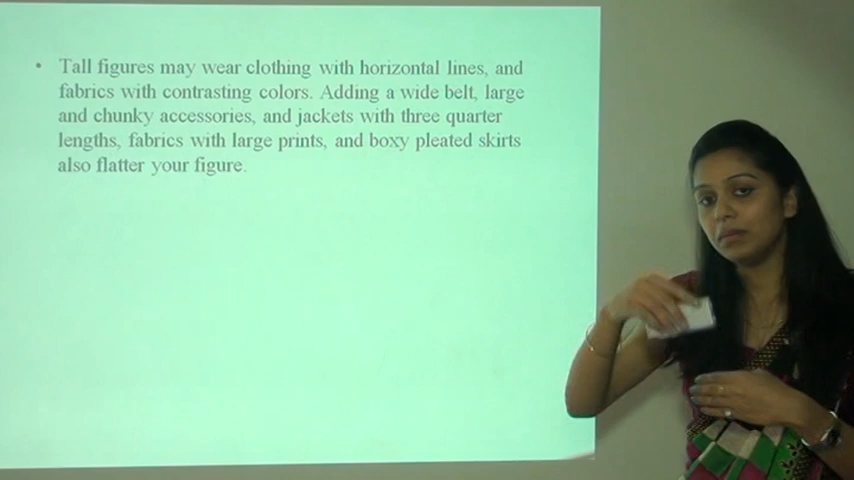 • Tall figures may wear clothing with horizontal lines, and
fabrics with contrasting colors. Adding a wide belt, large
and chunky accessories, and jackets with three quarter
lengths, fabrics with large prints, and boxy pleated skirts
also flatter your figure.